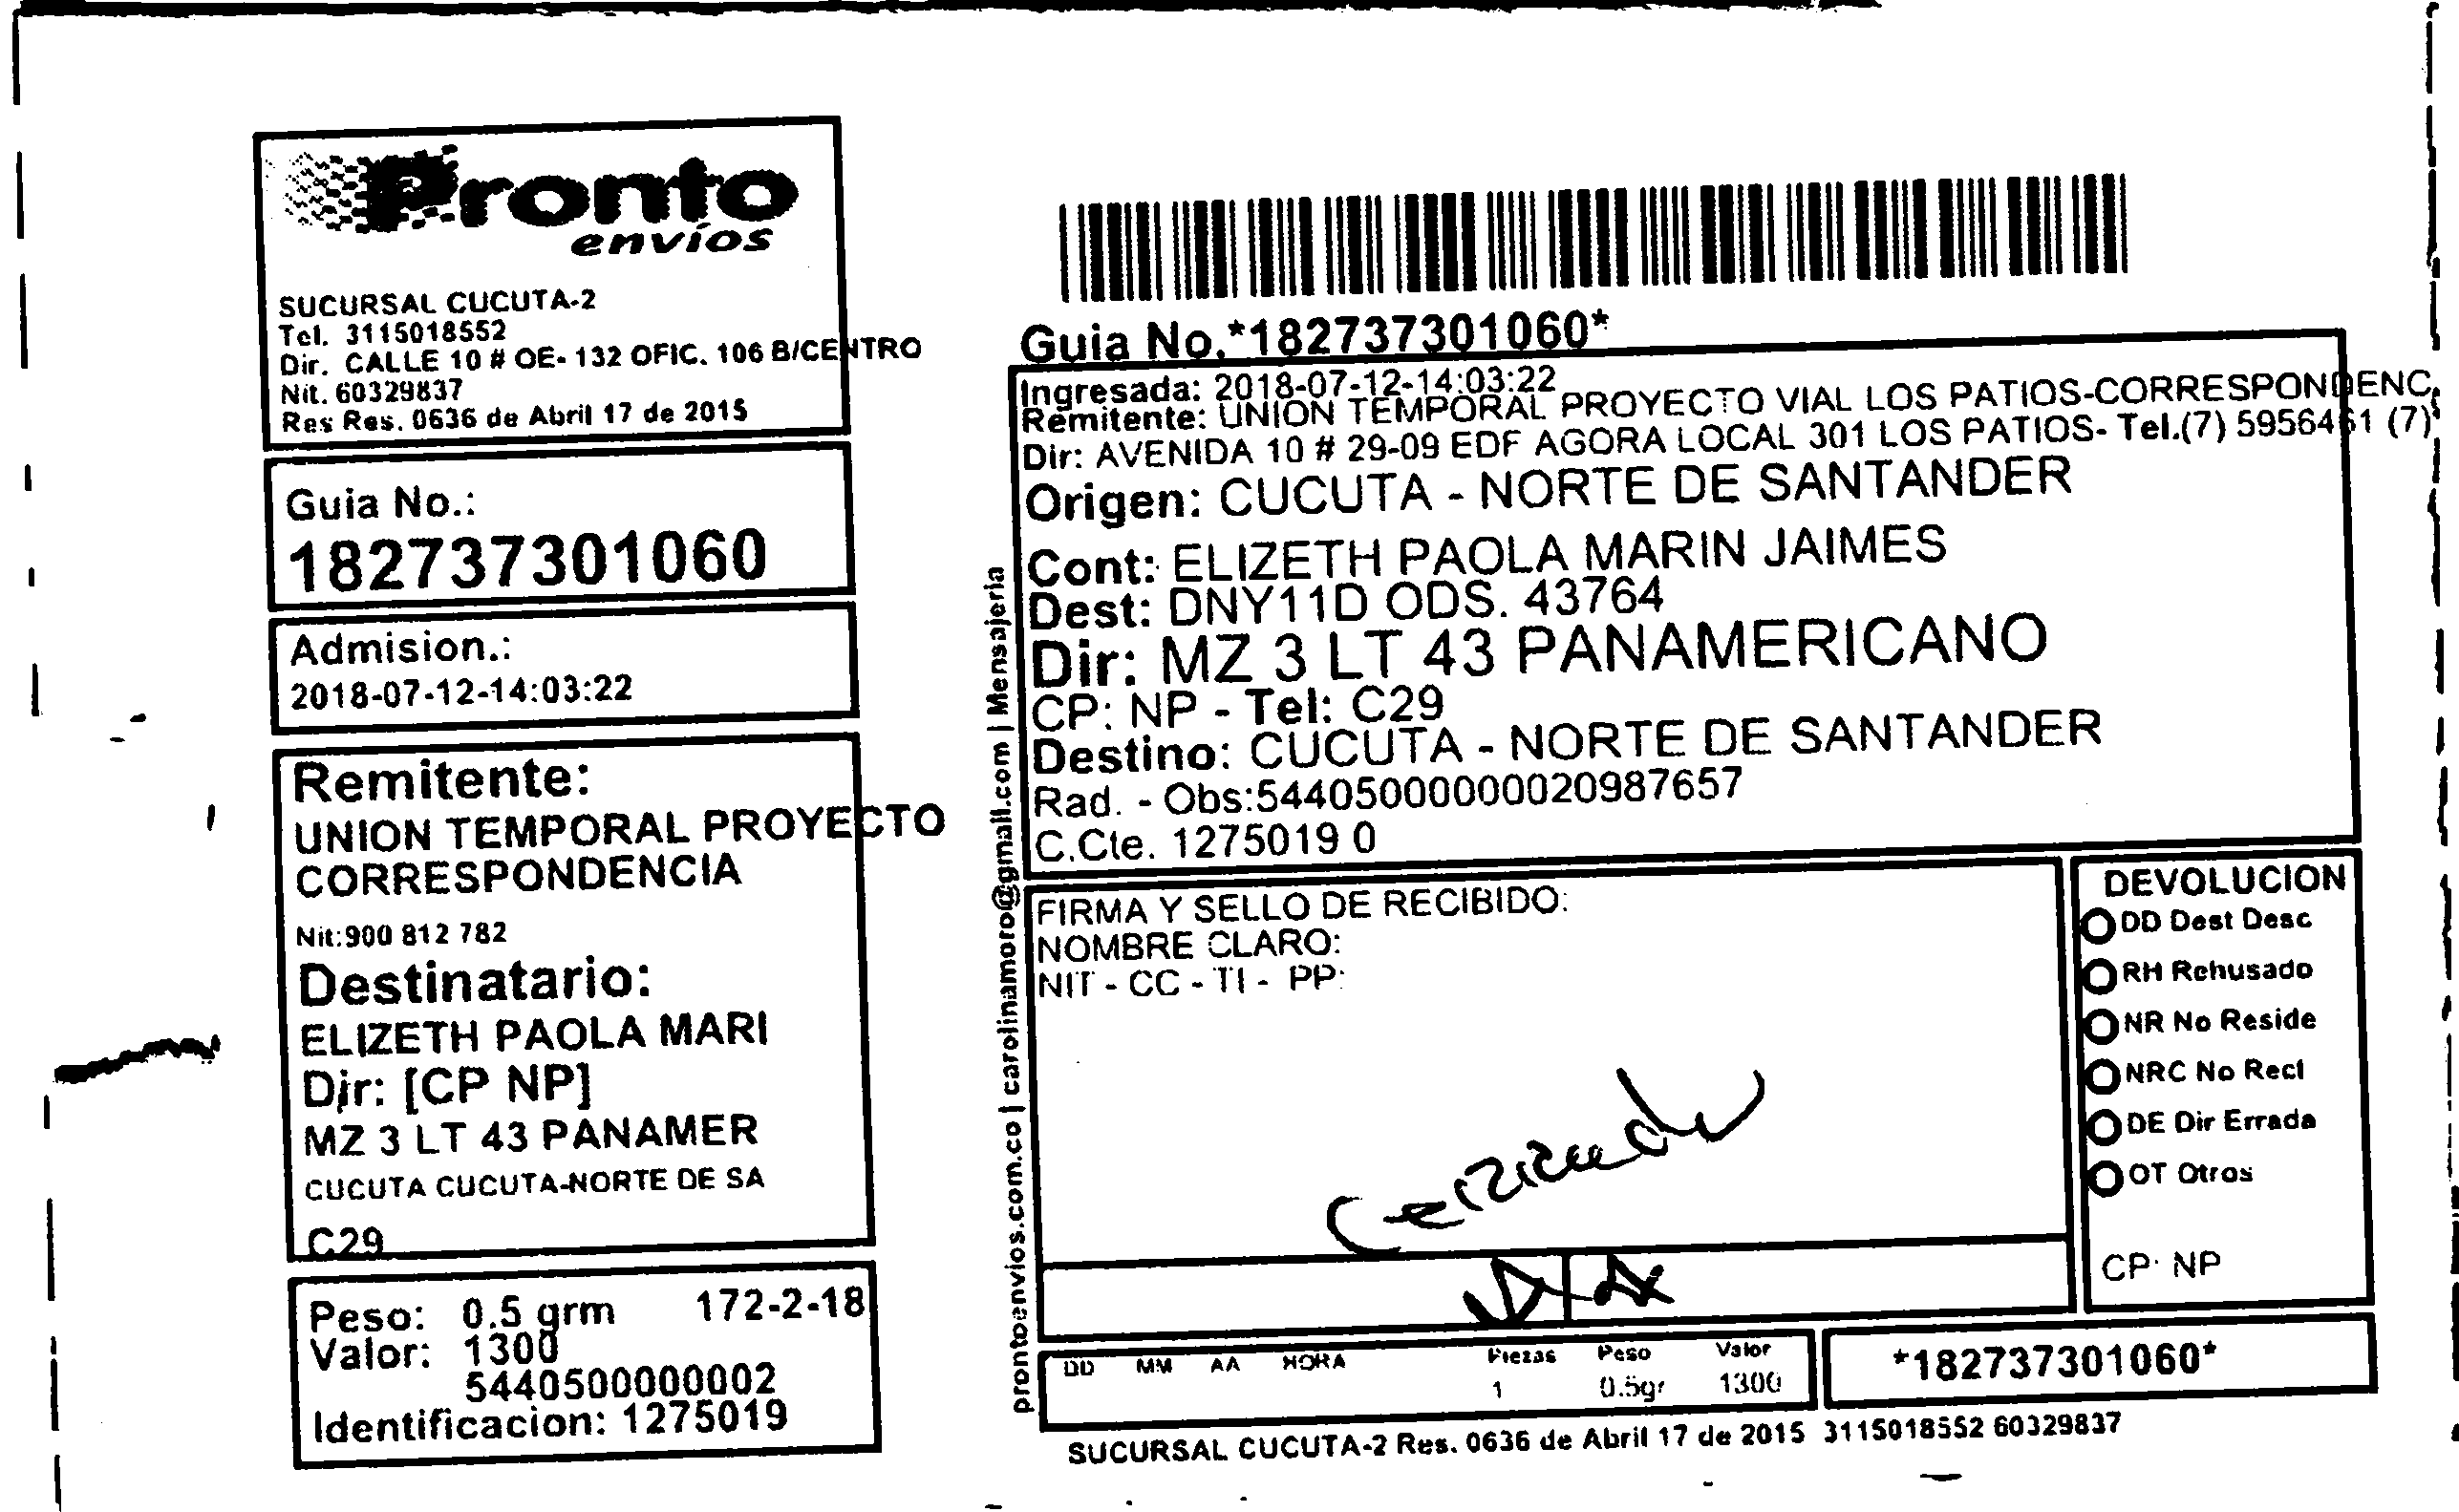 Pronto
envíos
SUCURSAL CUCUTA-2
Tel. 3115018552
Dir. CALLE 10 # OE- 132 OFIC. 106 B/CENTRO
Nit. 60329837
Res Res. 0636 de Abril 17 de 2015
Guia No.:
182737301060
Admision.:
2018-07-12-14:03:22
Remitente:
UNION TEMPORAL PROYECTO
CORRESPONDENCIA
Nit:900 812 782
Destinatario:
ELIZETH PAOLA MARI
Dir: [CP NP]
MZ 3 LT 43 PANAMER
CUCUTA CUCUTA-NORTE DE SA
C29
Peso: 0.5 grm 172-2-18
Valor: 1300
5440500000002
Identificacion: 1275019
prontoenvios.com.co | carolinamoro@gmail.com | Mensajeria
Guia No.*182737301060*
Ingresada: 2018-07-12-14:03:22
Remitente: UNION TEMPORAL PROYECTO VIAL LOS PATIOS-CORRESPONDENC
Dir: AVENIDA 10 # 29-09 EDF AGORA LOCAL 301 LOS PATIOS- Tel.(7) 5956461 (7)
Origen: CUCUTA - NORTE DE SANTANDER
Cont: ELIZETH PAOLA MARIN JAIMES
Dest: DNY11D ODS. 43764
Dir: MZ 3 LT 43 PANAMERICANO
CP: NP - Tel: C29
Destino: CUCUTA - NORTE DE SANTANDER
Rad. - Obs:544050000000020987657
C.Cte. 1275019 0
FIRMA Y SELLO DE RECIBIDO:
NOMBRE CLARO:
NIT - CC - TI - PP:
DEVOLUCION
DD Dest Desc
RH Rehusado
NR No Reside
NRC No Recl
DE Dir Errada
OT Otros
CP: NP
DD MM AA HORA Piezas Peso Valor
1 0.5gr 1300
*182737301060*
SUCURSAL CUCUTA-2 Res. 0636 de Abril 17 de 2015 3115018552 60329837